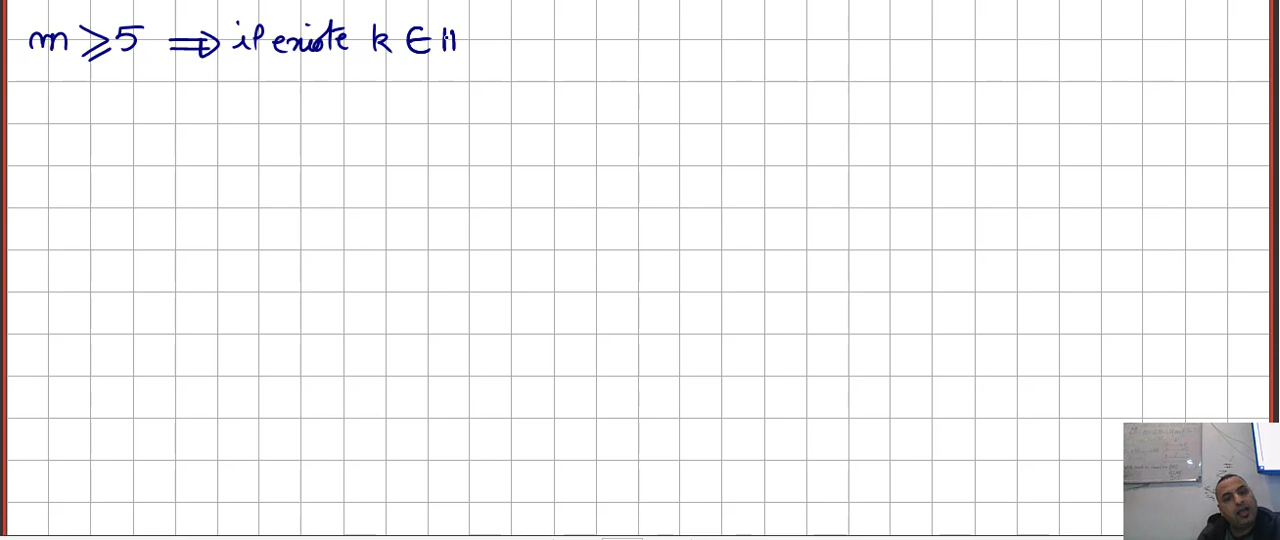 m ⩾ 5 ⟹ il existe k ∈